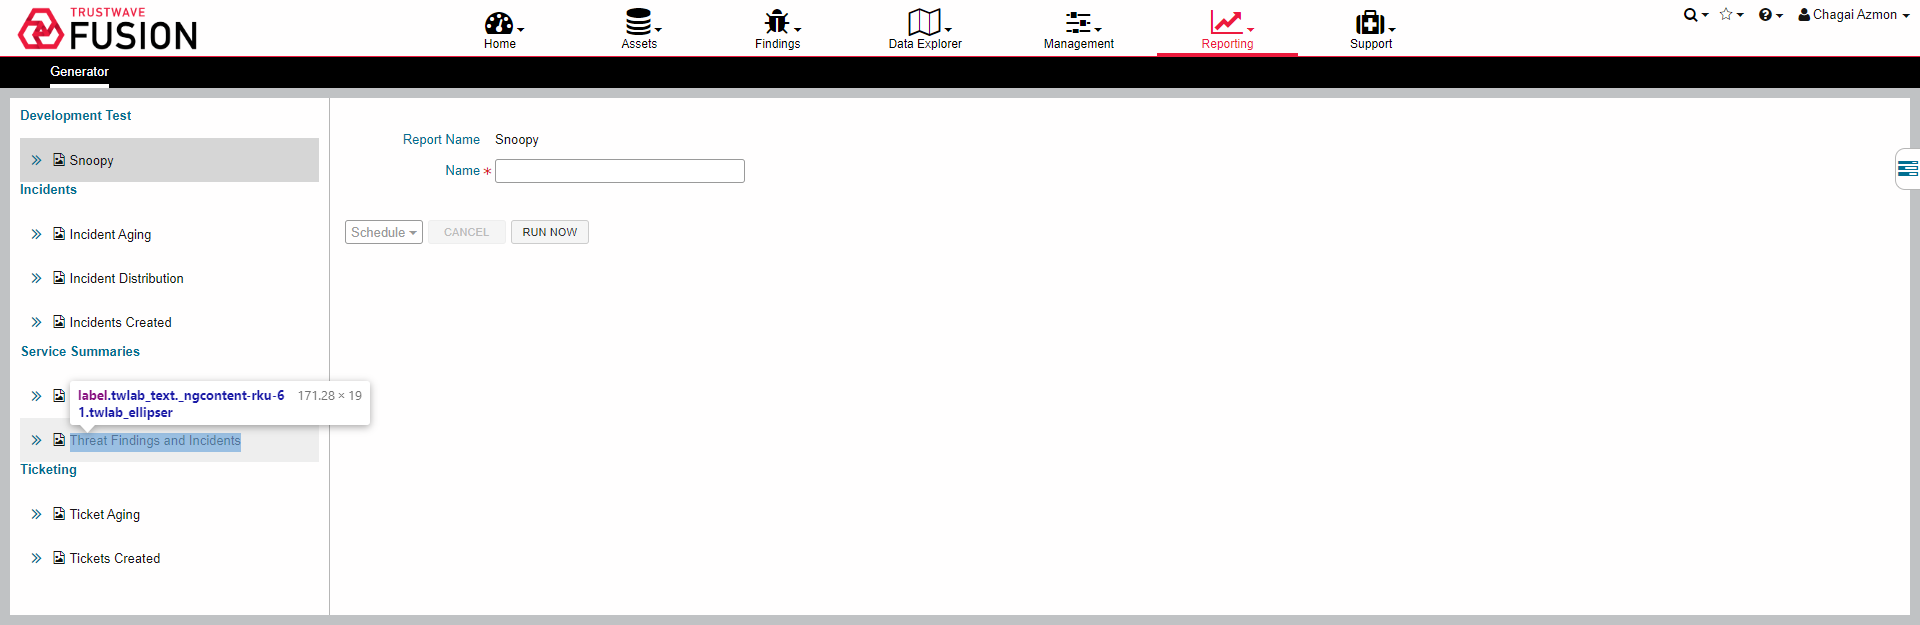 TRUSTWAVE
FUSION
Home
Assets
Findings
Data Explorer
Management
Reporting
Support
Chagai Azmon
Generator
Development Test
Snoopy
Incidents
Incident Aging
Incident Distribution
Incidents Created
Service Summaries
label.twlab_text._ngcontent-rku-6 171.28 × 19
1.twlab_ellipser
Threat Findings and Incidents
Ticketing
Ticket Aging
Tickets Created
Report Name Snoopy
Name *
Schedule CANCEL RUN NOW